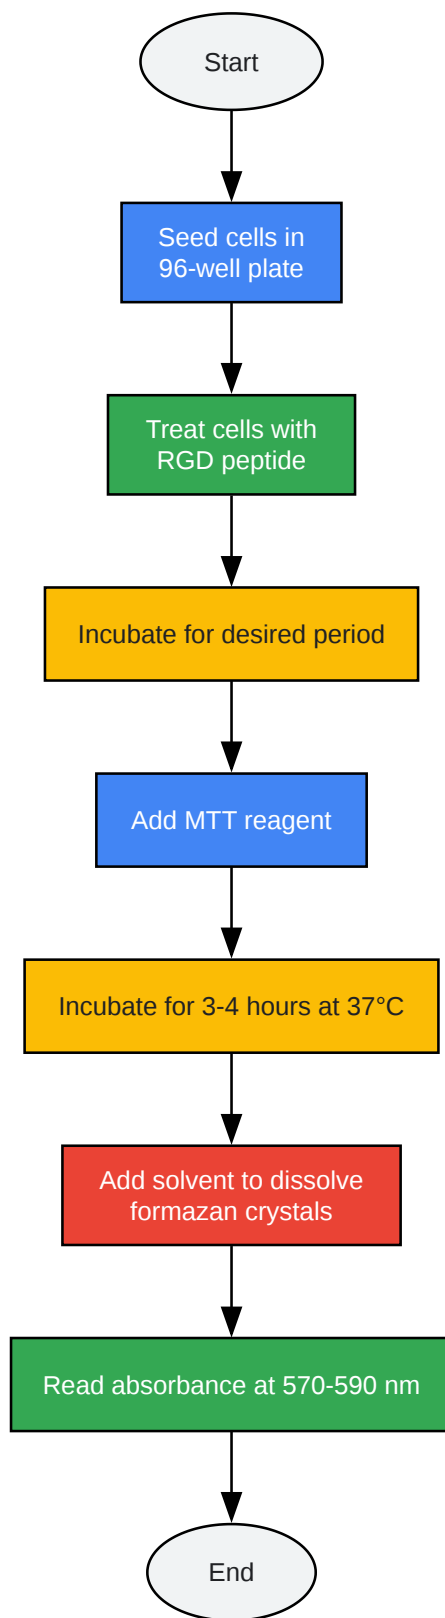 Start
Seed cells in
96-well plate
Treat cells with
RGD peptide
Incubate for desired period
Add MTT reagent
Incubate for 3-4 hours at 37°C
Add solvent to dissolve
formazan crystals
Read absorbance at 570-590 nm
End